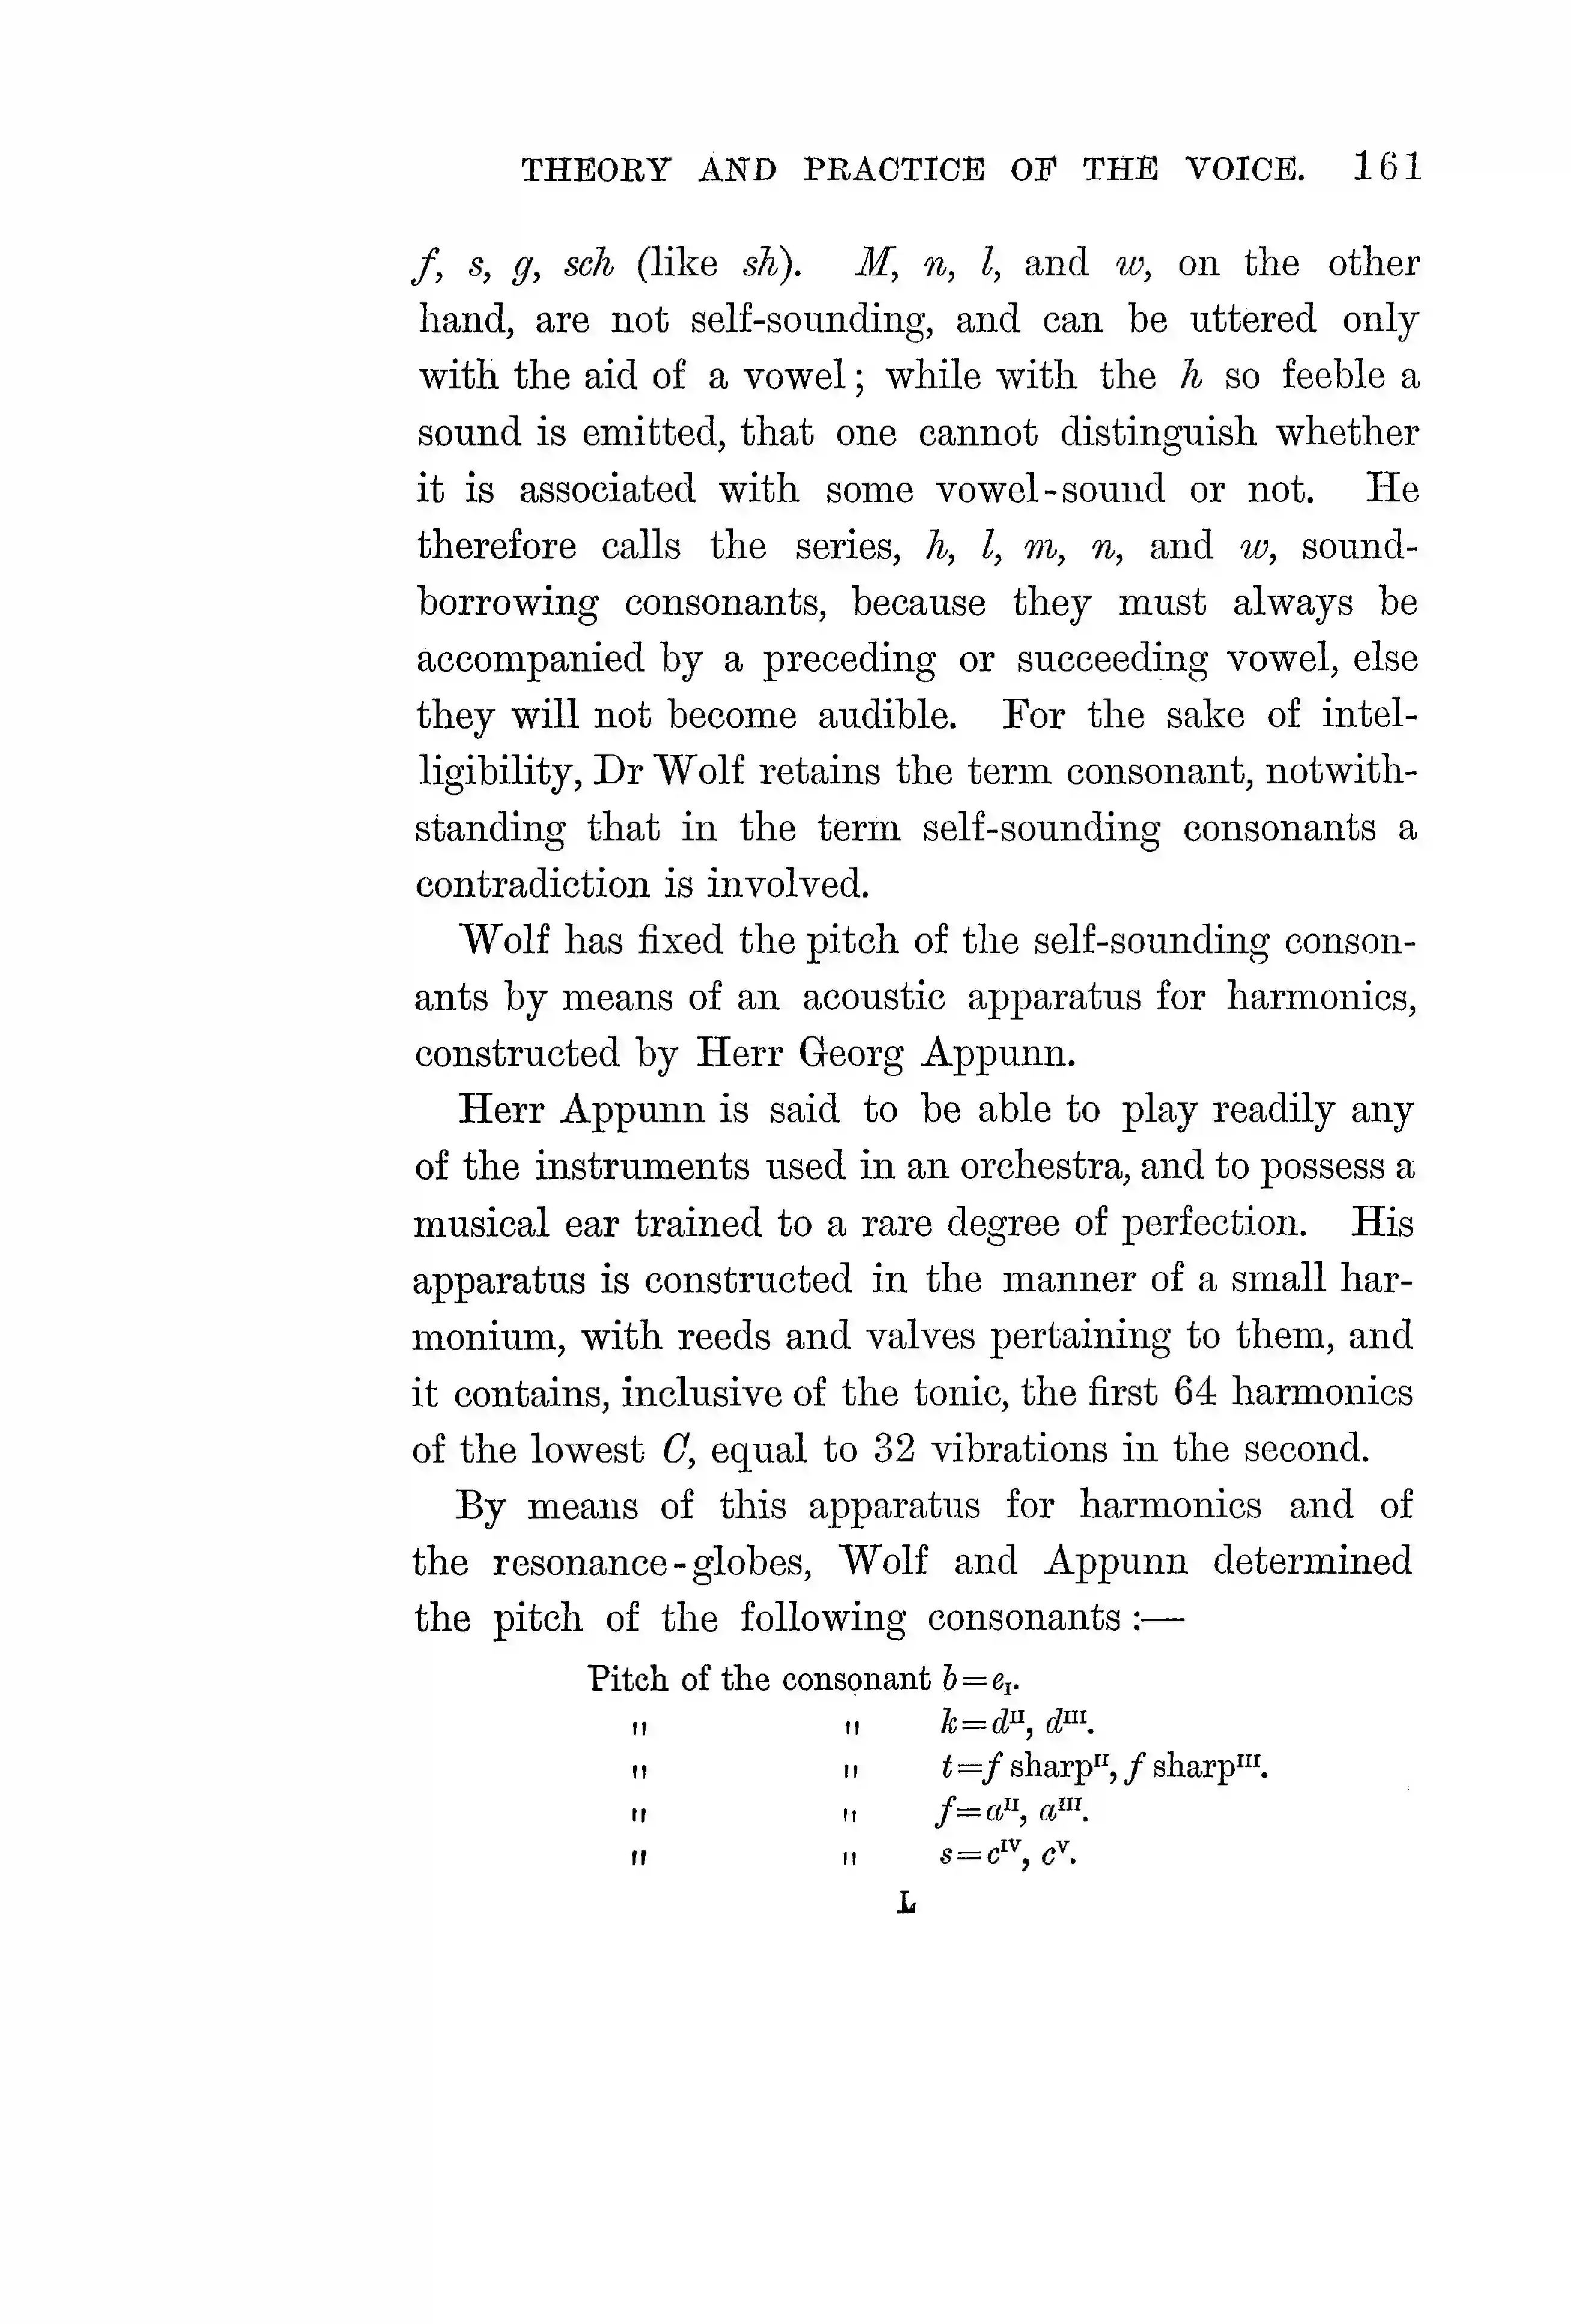 THEORY AND PRACTICE OF THE VOICE. 161
f, s, g, sch (like sh). M, n, l, and w, on the other
hand, are not self-sounding, and can be uttered only
with the aid of a vowel; while with the h so feeble a
sound is emitted, that one cannot distinguish whether
it is associated with some vowel-sound or not. He
therefore calls the series, h, l, m, n, and w, sound-
borrowing consonants, because they must always be
accompanied by a preceding or succeeding vowel, else
they will not become audible. For the sake of intel-
ligibility, Dr Wolf retains the term consonant, notwith-
standing that in the term self-sounding consonants a
contradiction is involved.
Wolf has fixed the pitch of the self-sounding conson-
ants by means of an acoustic apparatus for harmonics,
constructed by Herr Georg Appunn.
Herr Appunn is said to be able to play readily any
of the instruments used in an orchestra, and to possess a
musical ear trained to a rare degree of perfection. His
apparatus is constructed in the manner of a small har-
monium, with reeds and valves pertaining to them, and
it contains, inclusive of the tonic, the first 64 harmonics
of the lowest C, equal to 32 vibrations in the second.
By means of this apparatus for harmonics and of
the resonance-globes, Wolf and Appunn determined
the pitch of the following consonants :—
Pitch of the consonant b=e_I.
" " k=d^II, d^III.
" " t=f sharp^II, f sharp^III.
" " f=a^II, a^III.
" " s=c^IV, c^V.
L